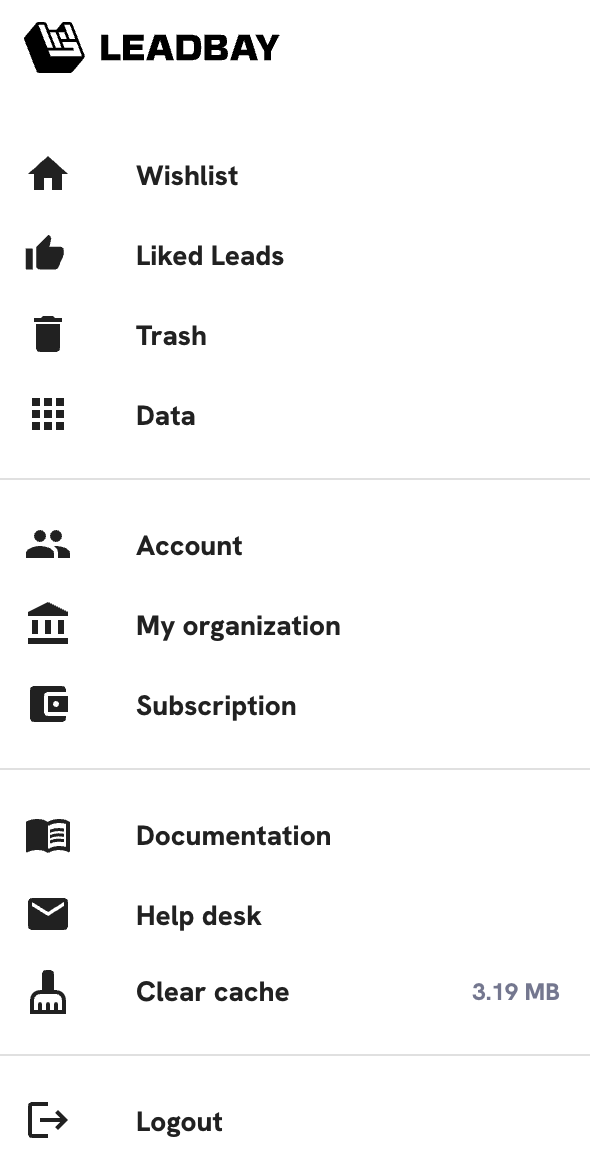 LEADBAY
Wishlist
Liked Leads
Trash
Data
Account
My organization
Subscription
Documentation
Help desk
Clear cache 3.19 MB
Logout